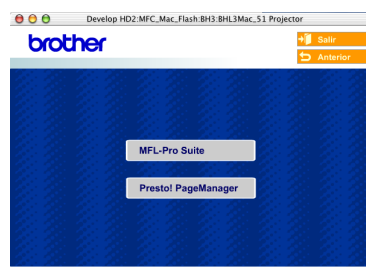 Develop HD2:MFC_Mac_Flash:BH3:BHL3Mac_51 Projector
brother
Salir
Anterior
MFL-Pro Suite
Presto! PageManager